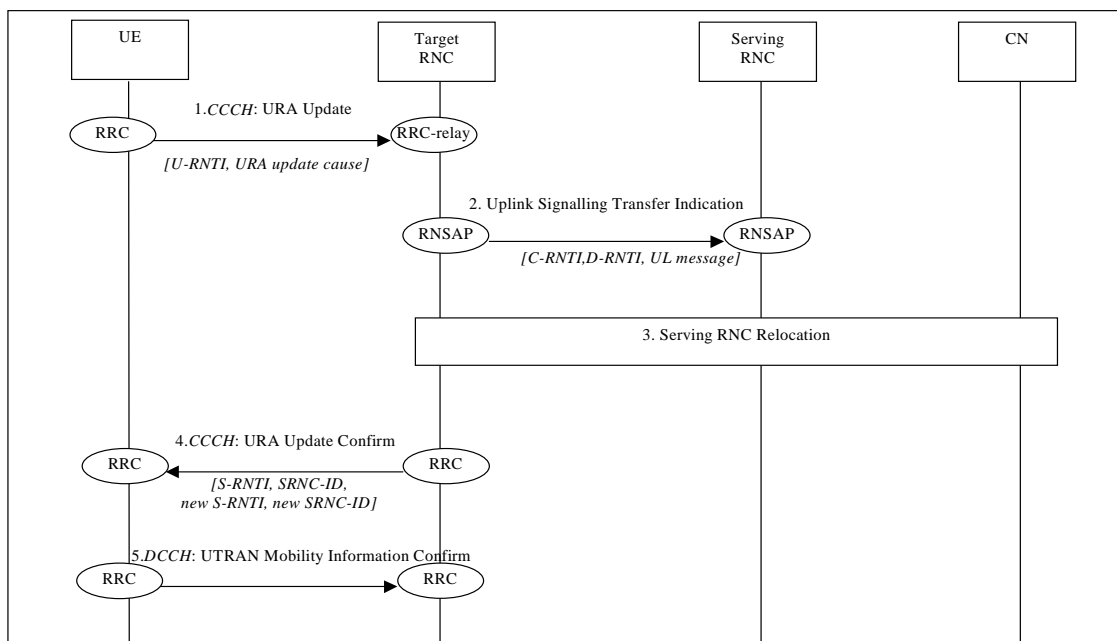 UE
Target
RNC
Serving
RNC
CN
1.CCCH: URA Update
RRC
RRC-relay
[U-RNTI, URA update cause]
2. Uplink Signalling Transfer Indication
RNSAP
RNSAP
[C-RNTI,D-RNTI, UL message]
3. Serving RNC Relocation
4.CCCH: URA Update Confirm
RRC
RRC
[S-RNTI, SRNC-ID,
new S-RNTI, new SRNC-ID]
5.DCCH: UTRAN Mobility Information Confirm
RRC
RRC